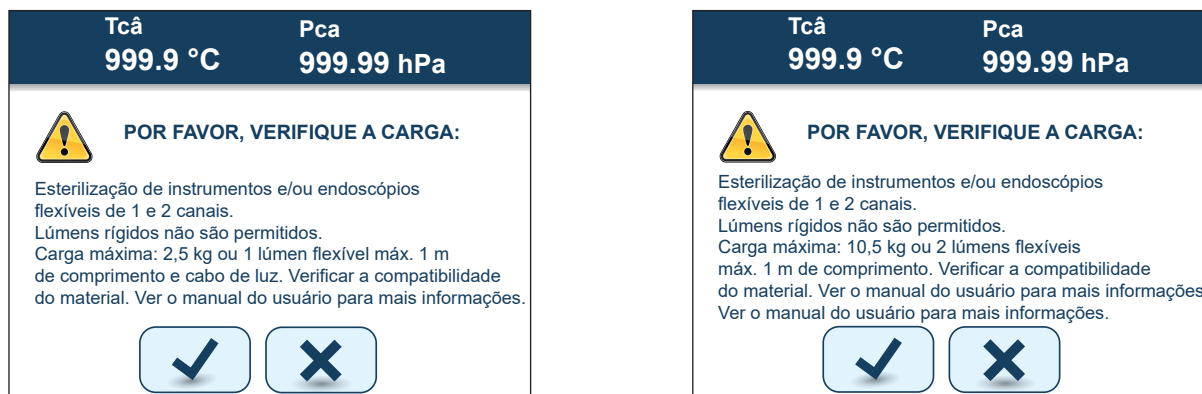 Tcâ Pca
999.9 °C 999.99 hPa
POR FAVOR, VERIFIQUE A CARGA:
Esterilização de instrumentos e/ou endoscópios
flexíveis de 1 e 2 canais.
Lúmens rígidos não são permitidos.
Carga máxima: 2,5 kg ou 1 lúmen flexível máx. 1 m
de comprimento e cabo de luz. Verificar a compatibilidade
do material. Ver o manual do usuário para mais informações.
Tcâ Pca
999.9 °C 999.99 hPa
POR FAVOR, VERIFIQUE A CARGA:
Esterilização de instrumentos e/ou endoscópios
flexíveis de 1 e 2 canais.
Lúmens rígidos não são permitidos.
Carga máxima: 10,5 kg ou 2 lúmens flexíveis
máx. 1 m de comprimento. Verificar a compatibilidade
do material. Ver o manual do usuário para mais informações
Ver o manual do usuário para mais informações.